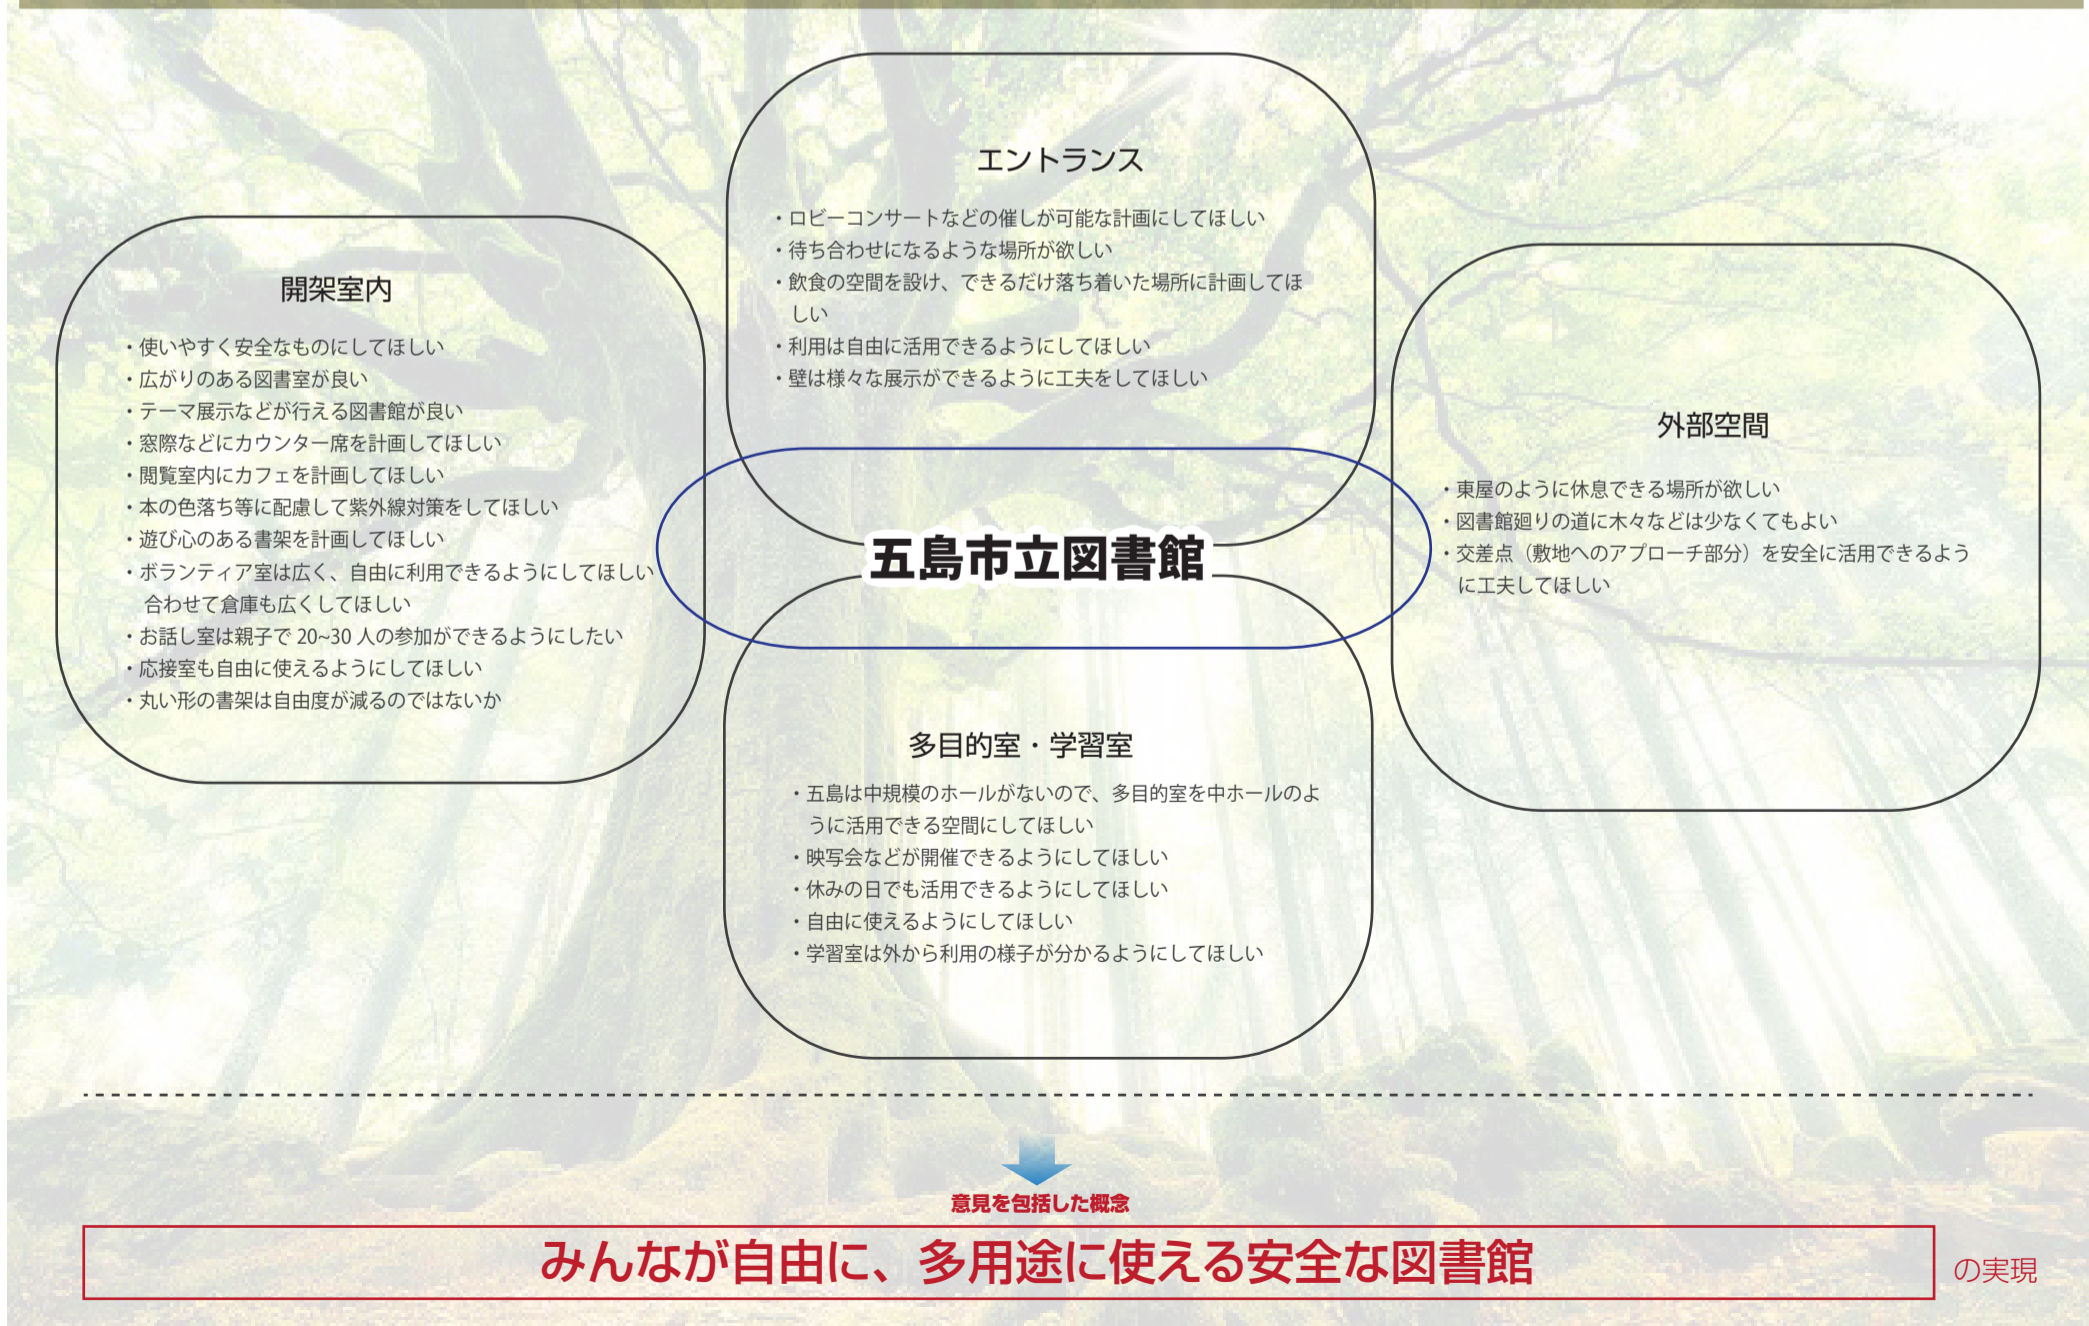 エントランス
・ロビーコンサートなどの催しが可能な計画にしてほしい
・待ち合わせになるような場所が欲しい
・飲食の空間を設け、できるだけ落ち着いた場所に計画してほ
しい
・利用は自由に活用できるようにしてほしい
・壁は様々な展示ができるように工夫をしてほしい
開架室内
・使いやすく安全なものにしてほしい
・広がりのある図書室が良い
・テーマ展示などが行える図書館が良い
・窓際などにカウンター席を計画してほしい
・閲覧室内にカフェを計画してほしい
・本の色落ち等に配慮して紫外線対策をしてほしい
・遊び心のある書架を計画してほしい
・ボランティア室は広く、自由に利用できるようにしてほしい
合わせて倉庫も広くしてほしい
・お話し室は親子で 20~30 人の参加ができるようにしたい
・応接室も自由に使えるようにしてほしい
・丸い形の書架は自由度が減るのではないか
外部空間
・東屋のように休息できる場所が欲しい
・図書館廻りの道に木々などは少なくてもよい
・交差点（敷地へのアプローチ部分）を安全に活用できるよう
に工夫してほしい
五島市立図書館
多目的室・学習室
・五島は中規模のホールがないので、多目的室を中ホールのよ
うに活用できる空間にしてほしい
・映写会などが開催できるようにしてほしい
・休みの日でも活用できるようにしてほしい
・自由に使えるようにしてほしい
・学習室は外から利用の様子が分かるようにしてほしい
意見を包括した概念
みんなが自由に、多用途に使える安全な図書館
の実現